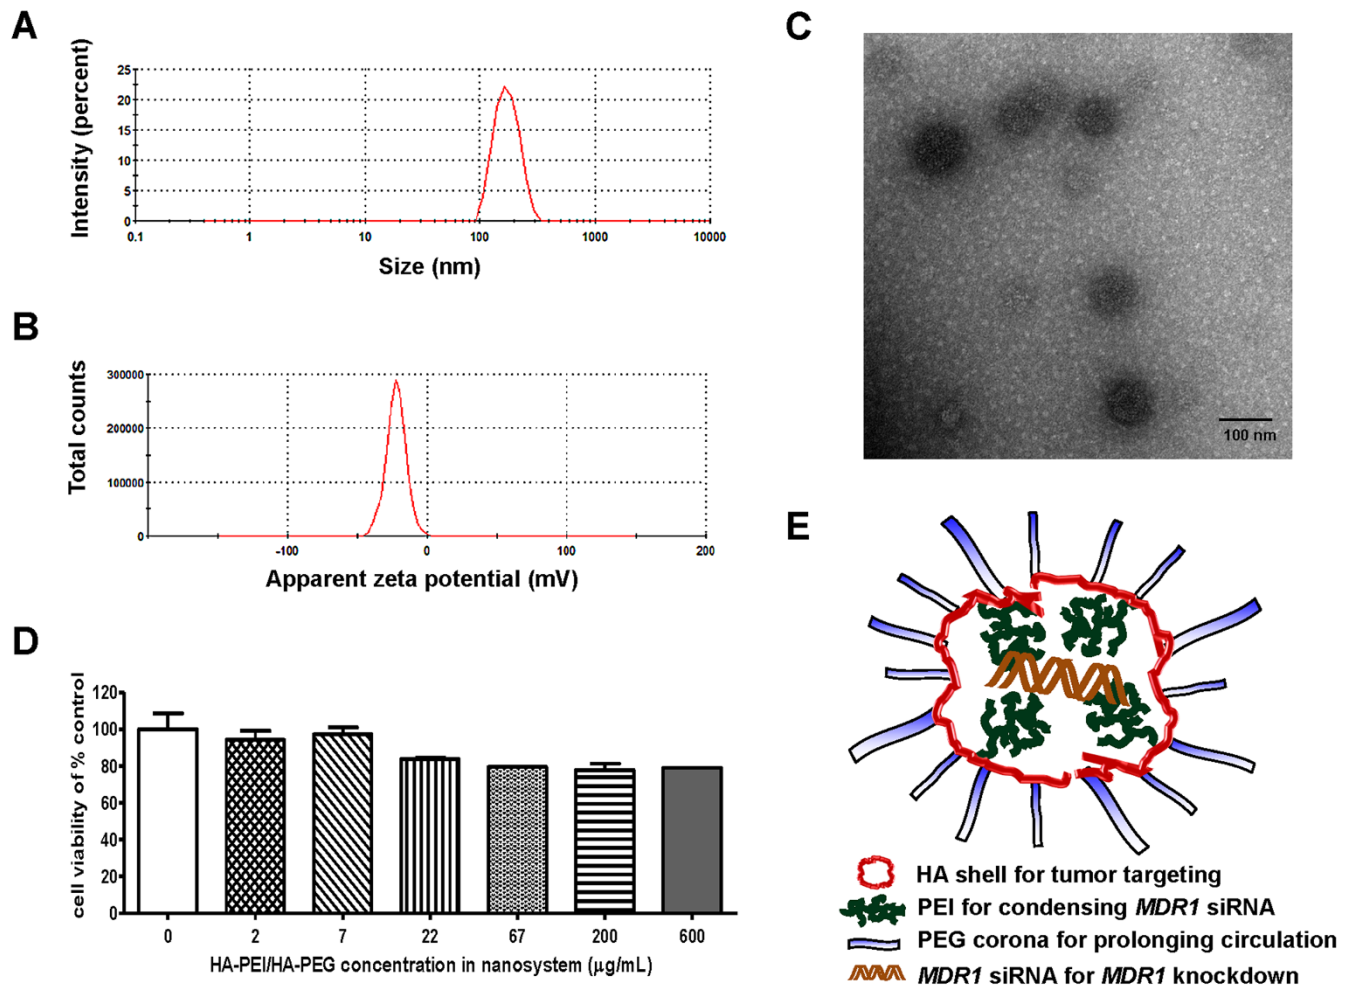 A
Intensity (percent)
25
20
15
10
5
0
0.1 1 10 100 1000 10000
Size (nm)
B
Total counts
300000
200000
100000
0
-100 0 100 200
Apparent zeta potential (mV)
C
100 nm
D
cell viability of % control
120
100
80
60
40
20
0
0 2 7 22 67 200 600
HA-PEI/HA-PEG concentration in nanosystem (μg/mL)
E
HA shell for tumor targeting
PEI for condensing MDR1 siRNA
PEG corona for prolonging circulation
MDR1 siRNA for MDR1 knockdown